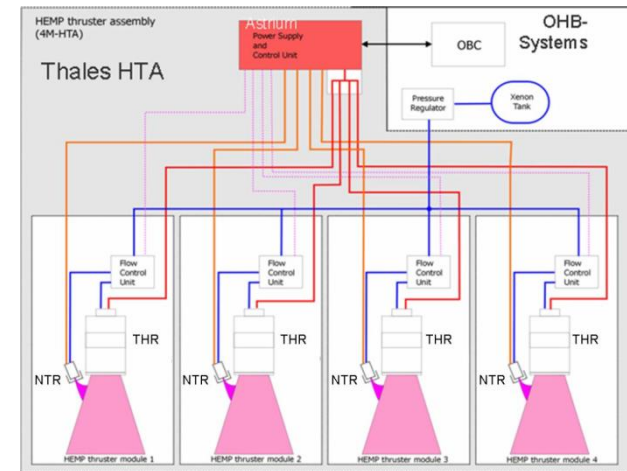 HEMP thruster assembly
(4M-HTA)
Astrium
Power Supply
and
Control Unit
OHB-
Systems
OBC
Thales HTA
Pressure
Regulator
Xenon
Tank
Flow
Control
Unit
Flow
Control
Unit
Flow
Control
Unit
Flow
Control
Unit
THR
THR
THR
THR
NTR
NTR
NTR
NTR
HEMP thruster module 1
HEMP thruster module 2
HEMP thruster module 3
HEMP thruster module 4